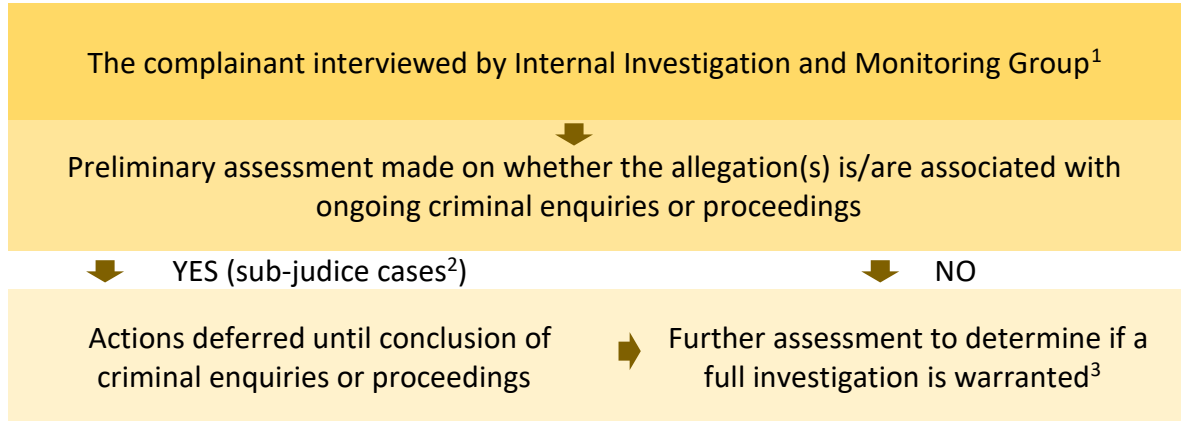 The complainant interviewed by Internal Investigation and Monitoring Group¹
Preliminary assessment made on whether the allegation(s) is/are associated with
ongoing criminal enquiries or proceedings
YES (sub-judice cases²)
NO
Actions deferred until conclusion of
criminal enquiries or proceedings
Further assessment to determine if a
full investigation is warranted³